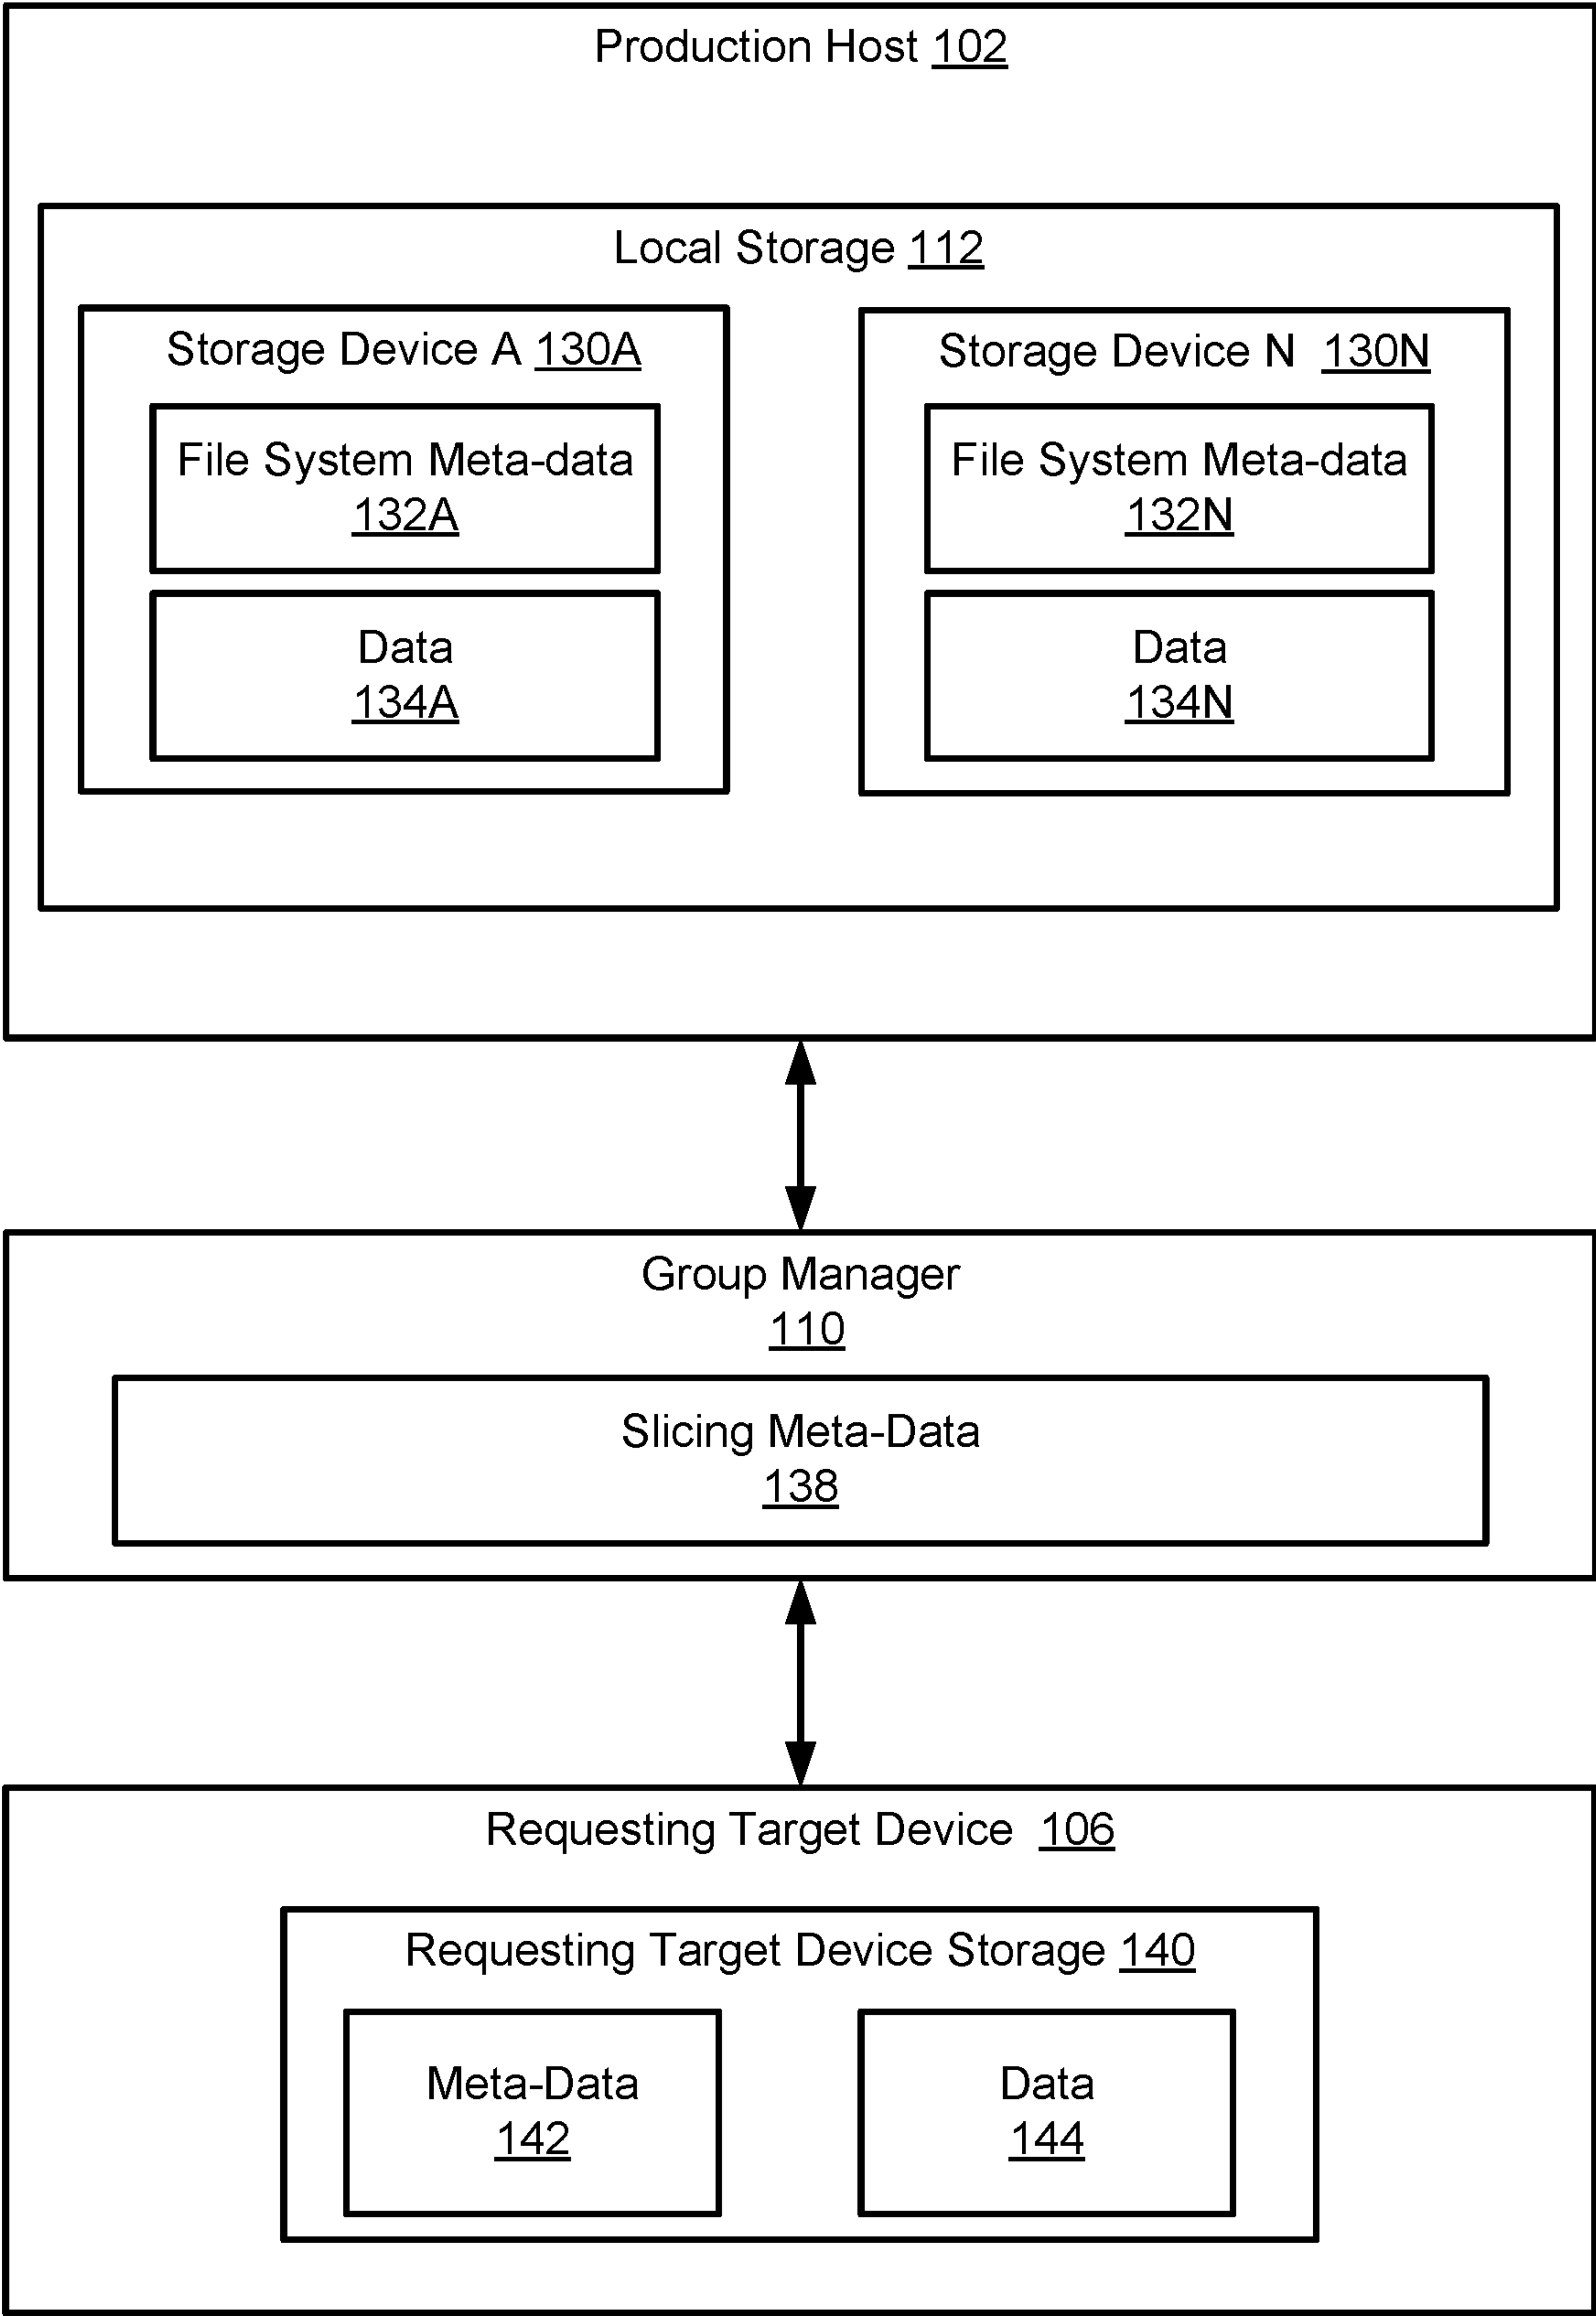 Production Host 102
Local Storage 112
Storage Device A 130A
File System Meta-data
132A
Data
134A
Storage Device N 130N
File System Meta-data
132N
Data
134N
Group Manager
110
Slicing Meta-Data
138
Requesting Target Device 106
Requesting Target Device Storage 140
Meta-Data
142
Data
144